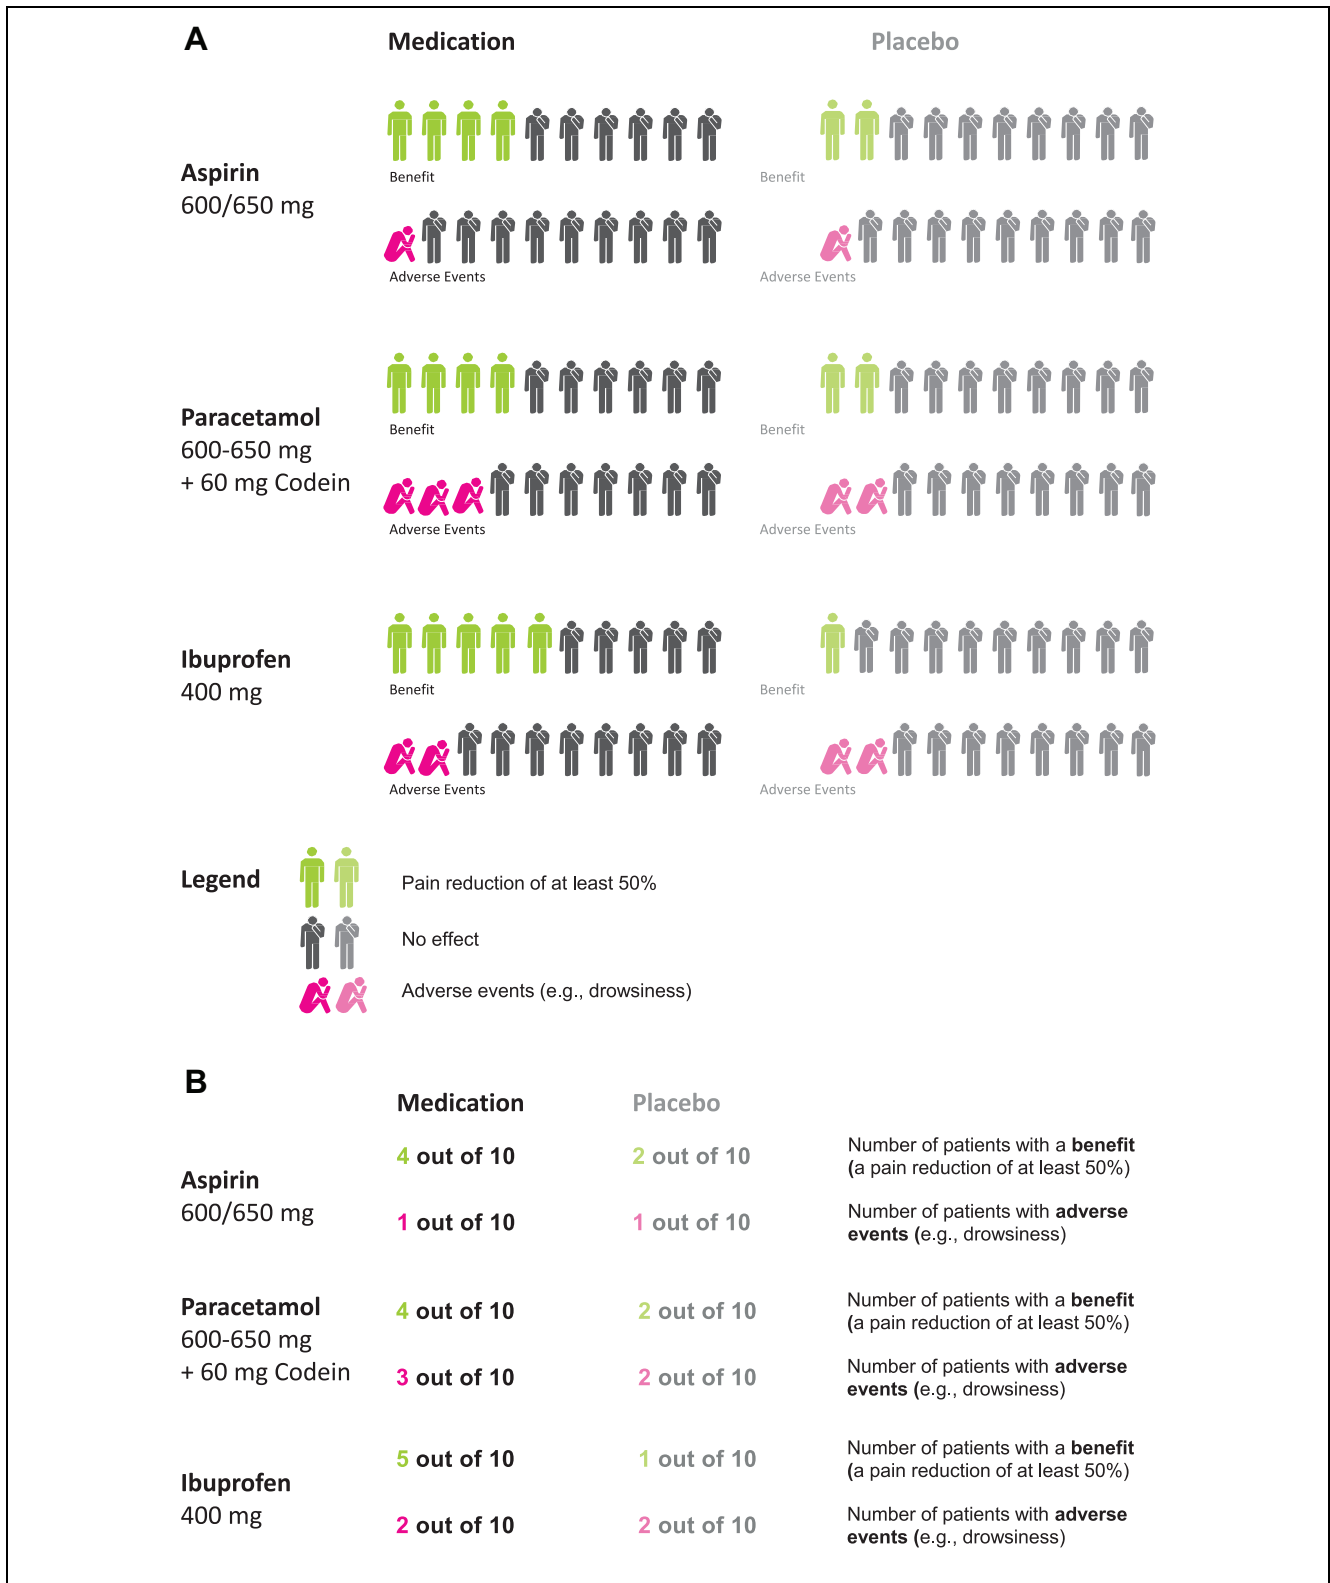 A
Medication
Placebo
Aspirin
600/650 mg
Benefit
Benefit
Adverse Events
Adverse Events
Paracetamol
600-650 mg
+ 60 mg Codein
Benefit
Benefit
Adverse Events
Adverse Events
Ibuprofen
400 mg
Benefit
Benefit
Adverse Events
Adverse Events
Legend
Pain reduction of at least 50%
No effect
Adverse events (e.g., drowsiness)
B
Medication
Placebo
Aspirin
600/650 mg
4 out of 10
2 out of 10
Number of patients with a benefit
(a pain reduction of at least 50%)
1 out of 10
1 out of 10
Number of patients with adverse
events (e.g., drowsiness)
Paracetamol
600-650 mg
+ 60 mg Codein
4 out of 10
2 out of 10
Number of patients with a benefit
(a pain reduction of at least 50%)
3 out of 10
2 out of 10
Number of patients with adverse
events (e.g., drowsiness)
Ibuprofen
400 mg
5 out of 10
1 out of 10
Number of patients with a benefit
(a pain reduction of at least 50%)
2 out of 10
2 out of 10
Number of patients with adverse
events (e.g., drowsiness)